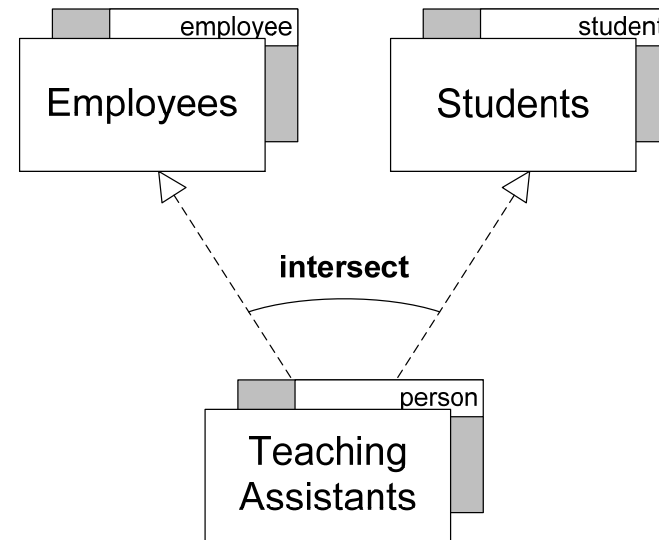 employee
student
Employees
Students
intersect
person
Teaching
Assistants